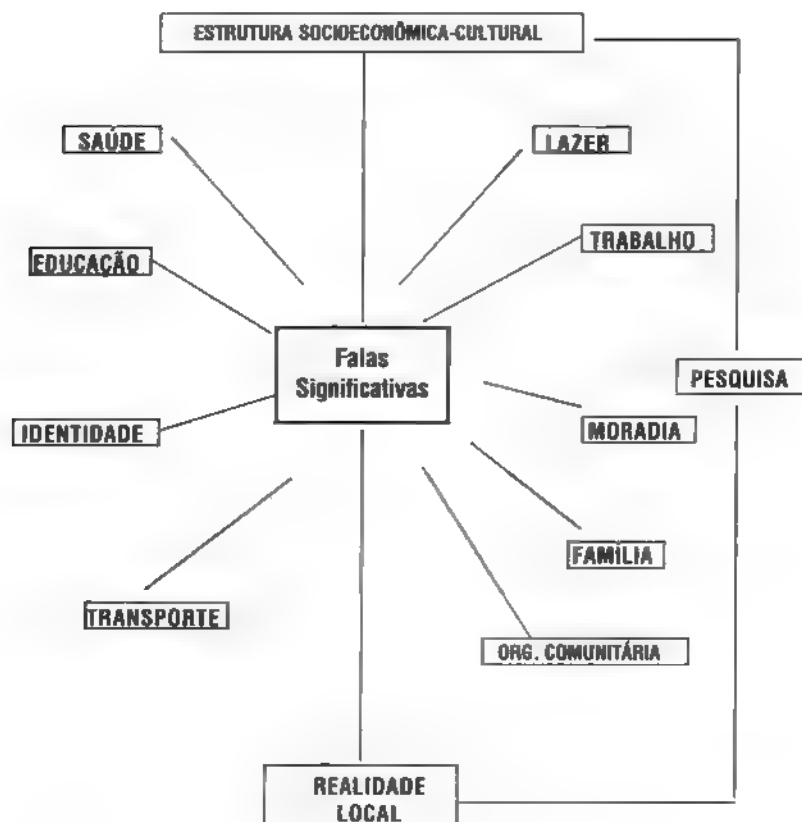 ESTRUTURA SOCIOECONÔMICA-CULTURAL
SAÚDE
LAZER
TRABALHO
EDUCAÇÃO
Falas
Significativas
PESQUISA
IDENTIDADE
MORADIA
FAMÍLIA
TRANSPORTE
ORG. COMUNITÁRIA
REALIDADE
LOCAL